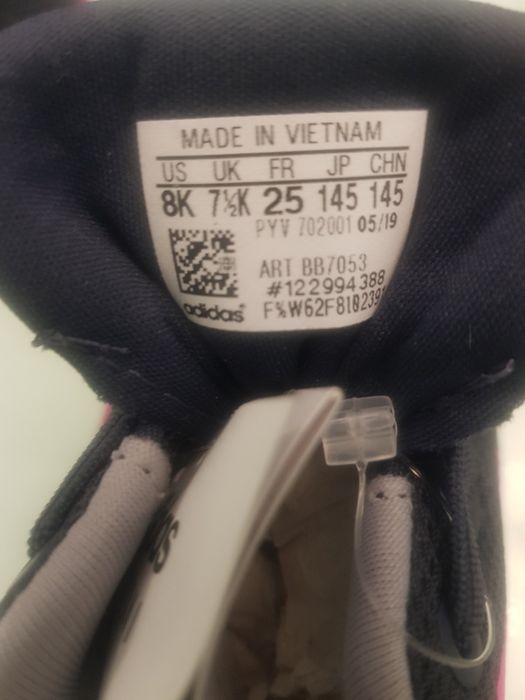 MADE IN VIETNAM
US UK FR JP CHN
8K 7½K 25 145 145
PYV 702001 05/19
ART BB7053
#122994388
adidas